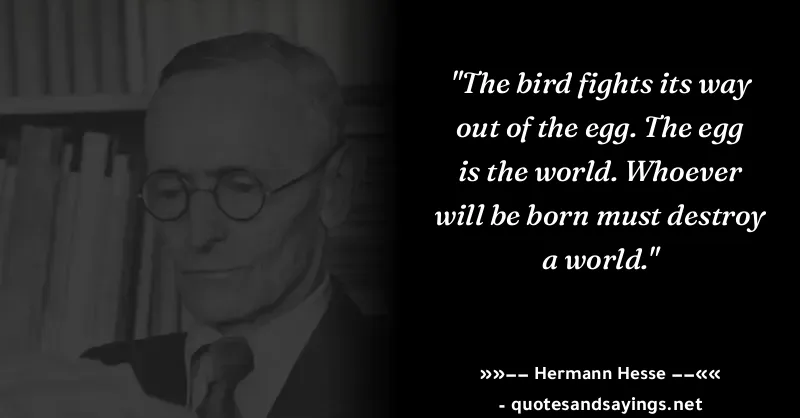 "The bird fights its way
out of the egg. The egg
is the world. Whoever
will be born must destroy
a world."
»»–– Hermann Hesse ––««
- quotesandsayings.net